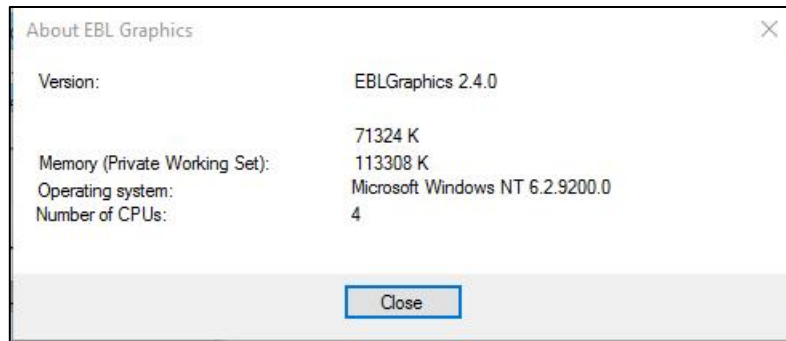 About EBL Graphics
Version: EBLGraphics 2.4.0
71324 K
Memory (Private Working Set): 113308 K
Operating system: Microsoft Windows NT 6.2.9200.0
Number of CPUs: 4
Close